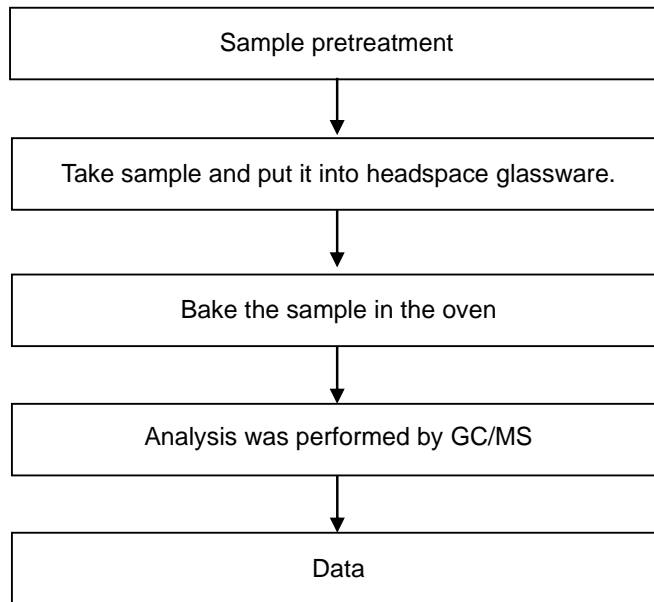 Sample pretreatment
Take sample and put it into headspace glassware.
Bake the sample in the oven
Analysis was performed by GC/MS
Data